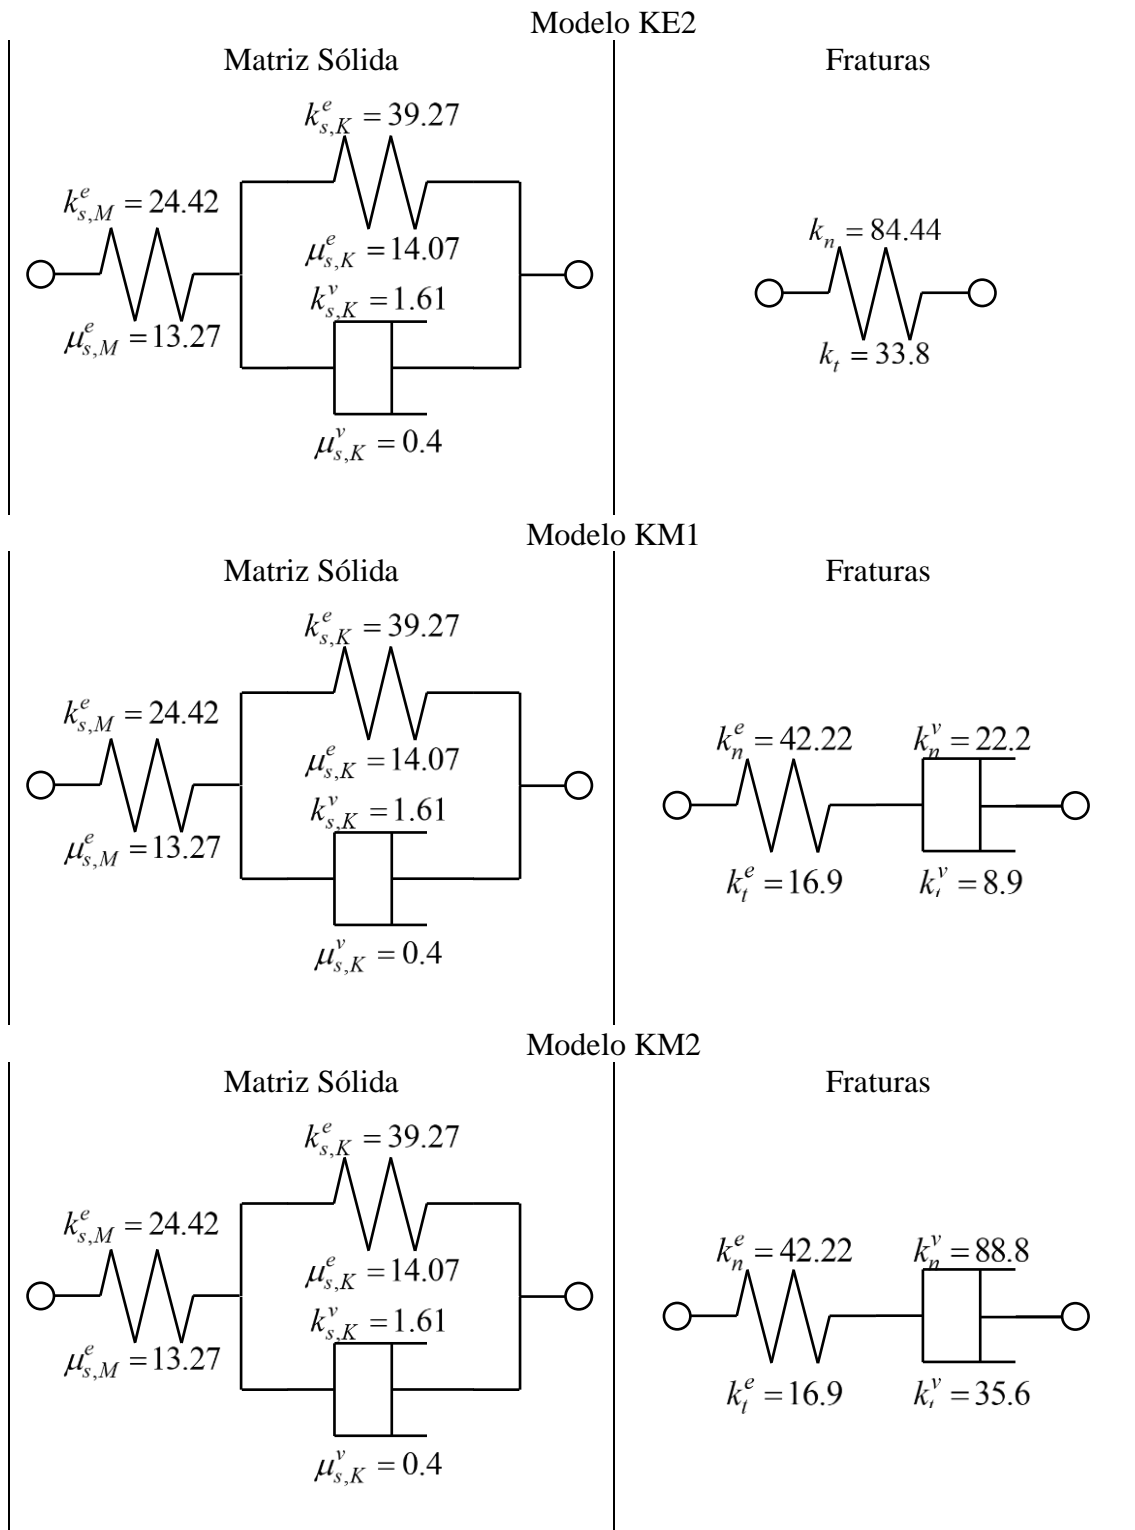 Modelo KE2
Matriz Sólida
Fraturas
k^e_{s,K} = 39.27
k^e_{s,M} = 24.42
μ^e_{s,K} = 14.07
k^v_{s,K} = 1.61
μ^e_{s,M} = 13.27
μ^v_{s,K} = 0.4
k_n = 84.44
k_t = 33.8
Modelo KM1
Matriz Sólida
Fraturas
k^e_{s,K} = 39.27
k^e_{s,M} = 24.42
μ^e_{s,K} = 14.07
k^v_{s,K} = 1.61
μ^e_{s,M} = 13.27
μ^v_{s,K} = 0.4
k^e_n = 42.22
k^v_n = 22.2
k^e_t = 16.9
k^v_t = 8.9
Modelo KM2
Matriz Sólida
Fraturas
k^e_{s,K} = 39.27
k^e_{s,M} = 24.42
μ^e_{s,K} = 14.07
k^v_{s,K} = 1.61
μ^e_{s,M} = 13.27
μ^v_{s,K} = 0.4
k^e_n = 42.22
k^v_n = 88.8
k^e_t = 16.9
k^v_t = 35.6